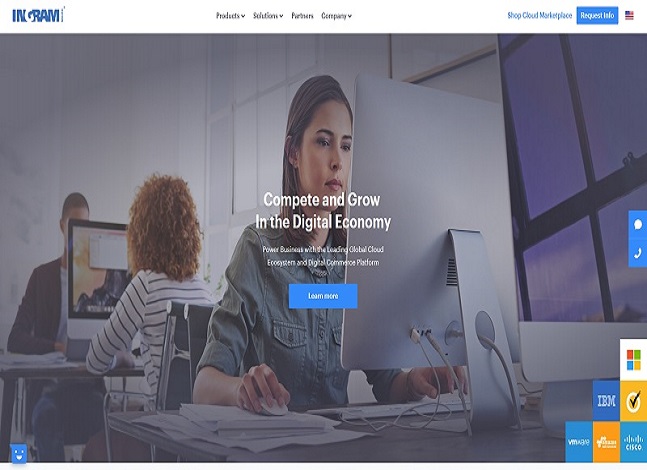 INGRAM
Products
Solutions
Partners
Company
Shop Cloud Marketplace
Request Info
Compete and Grow
In the Digital Economy
Power Business with the Leading Global Cloud
Ecosystem and Digital Commerce Platform
Learn more
IBM
vmware
CISCO